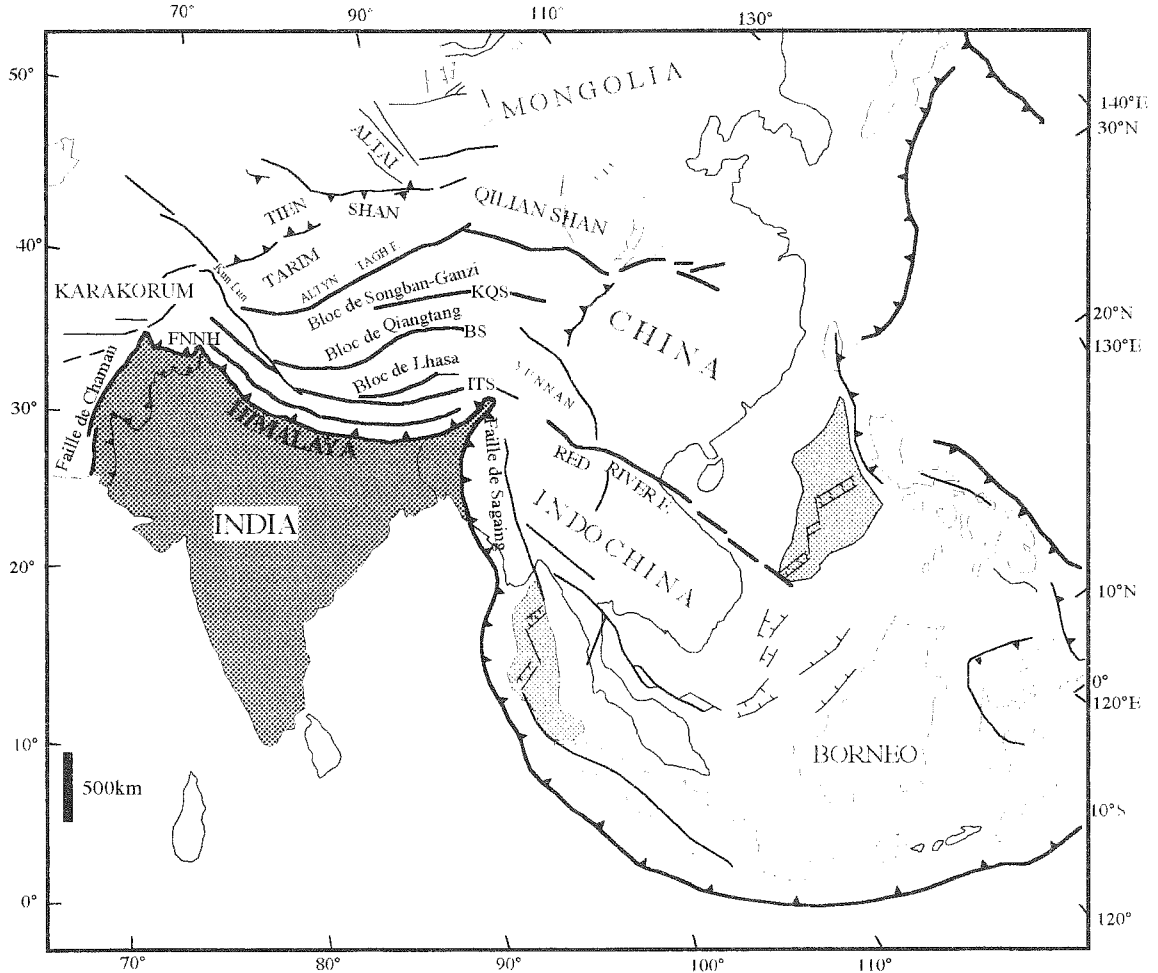 70°
90°
110°
130°
50°
MONGOLIA
140°E
30°N
ALTAI
TIEN
SHAN
QILIAN SHAN
40°
TARIM
ALTYN
TAGH F.
Kun Lun
KARAKORUM
Bloc de Songban-Ganzi
KQS
CHINA
20°N
130°E
FNNH
Bloc de Qiangtang
BS
Bloc de Lhasa
YUNNAN
ITS
Faille de Chaman
30°
HIMALAYA
Faille de Sagaing
RED RIVER F.
INDIA
INDOCHINA
20°
10°N
0°
120°E
10°
BORNEO
500km
10°S
0°
120°
70°
80°
90°
100°
110°